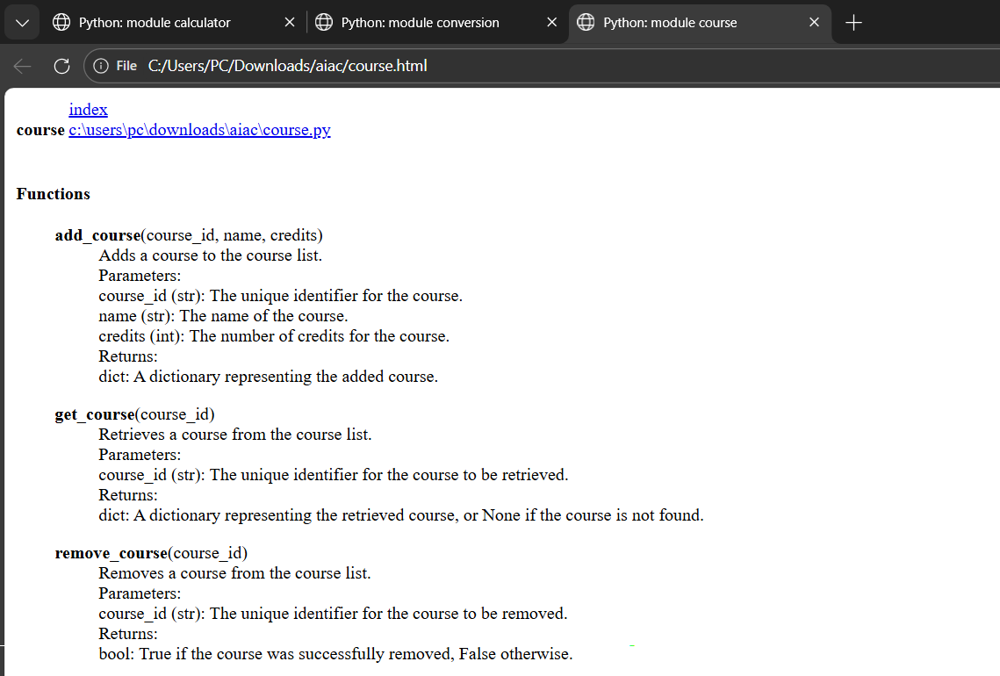 Python: module calculator
Python: module conversion
Python: module course
File C:/Users/PC/Downloads/aiac/course.html
index
course c:\users\pc\downloads\aiac\course.py
Functions
add_course(course_id, name, credits)
Adds a course to the course list.
Parameters:
course_id (str): The unique identifier for the course.
name (str): The name of the course.
credits (int): The number of credits for the course.
Returns:
dict: A dictionary representing the added course.
get_course(course_id)
Retrieves a course from the course list.
Parameters:
course_id (str): The unique identifier for the course to be retrieved.
Returns:
dict: A dictionary representing the retrieved course, or None if the course is not found.
remove_course(course_id)
Removes a course from the course list.
Parameters:
course_id (str): The unique identifier for the course to be removed.
Returns:
bool: True if the course was successfully removed, False otherwise.